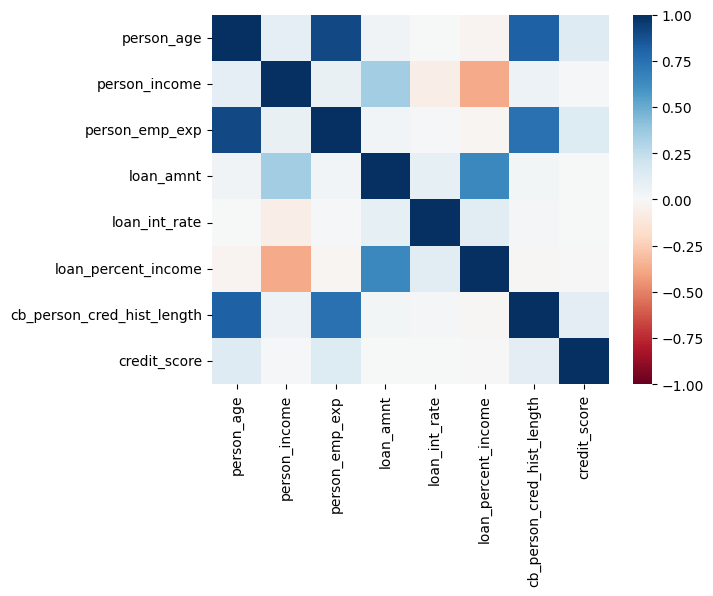 person_age
person_income
person_emp_exp
loan_amnt
loan_int_rate
loan_percent_income
cb_person_cred_hist_length
credit_score
person_age
person_income
person_emp_exp
loan_amnt
loan_int_rate
loan_percent_income
cb_person_cred_hist_length
credit_score
1.00
0.75
0.50
0.25
0.00
−0.25
−0.50
−0.75
−1.00